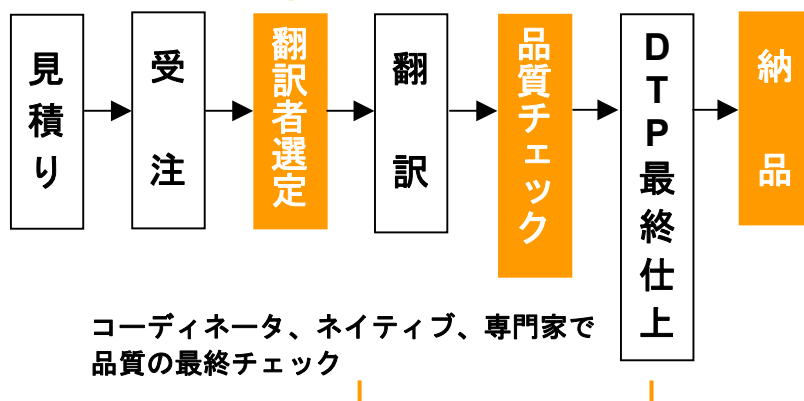 見積り
受注
翻訳者選定
翻訳
品質チェック
DTP最終仕上
納品
コーディネータ、ネイティブ、専門家で
品質の最終チェック